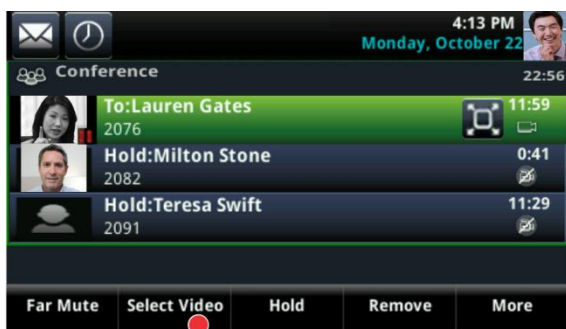 4:13 PM
Monday, October 22
Conference 22:56
To:Lauren Gates 11:59
2076
Hold:Milton Stone 0:41
2082
Hold:Teresa Swift 11:29
2091
Far Mute Select Video Hold Remove More